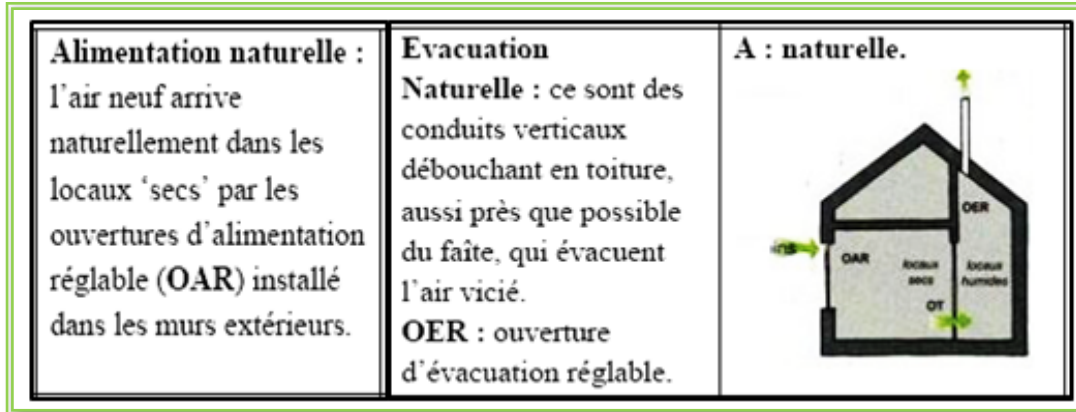 Alimentation naturelle :
l'air neuf arrive
naturellement dans les
locaux 'secs' par les
ouvertures d'alimentation
réglable (OAR) installé
dans les murs extérieurs.
Evacuation
Naturelle : ce sont des
conduits verticaux
débouchant en toiture,
aussi près que possible
du faîte, qui évacuent
l'air vicié.
OER : ouverture
d'évacuation réglable.
A : naturelle.
OER
OAR
locaux
secs
locaux
humides
OT